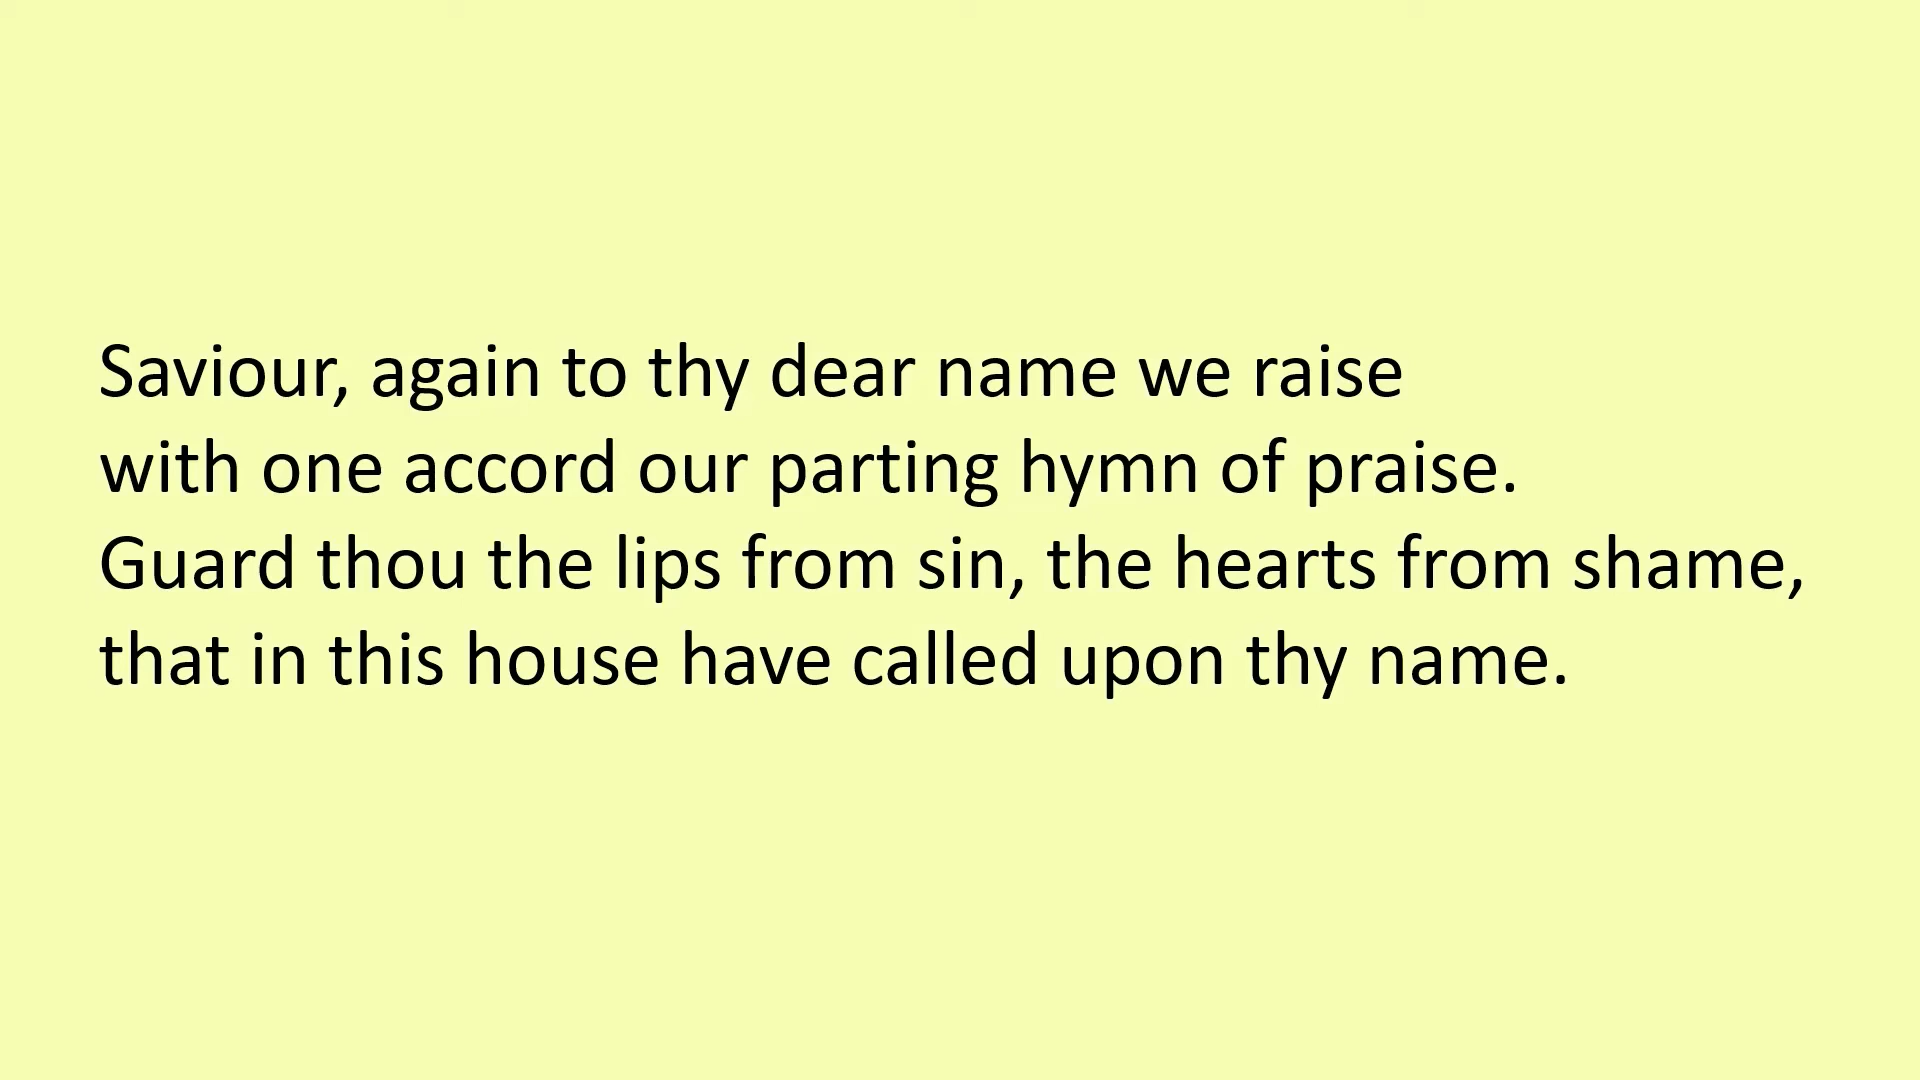 Saviour, again to thy dear name we raise
with one accord our parting hymn of praise.
Guard thou the lips from sin, the hearts from shame,
that in this house have called upon thy name.